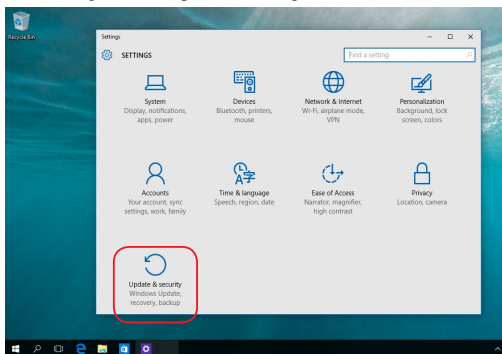 Recycle Bin
Settings
SETTINGS
Find a setting
System
Display, notifications,
apps, power
Devices
Bluetooth, printers,
mouse
Network & Internet
Wi-Fi, airplane mode,
VPN
Personalization
Background, lock
screen, colors
Accounts
Your account, sync
settings, work, family
Time & language
Speech, region, date
Ease of Access
Narrator, magnifier,
high contrast
Privacy
Location, camera
Update & security
Windows Update,
recovery, backup